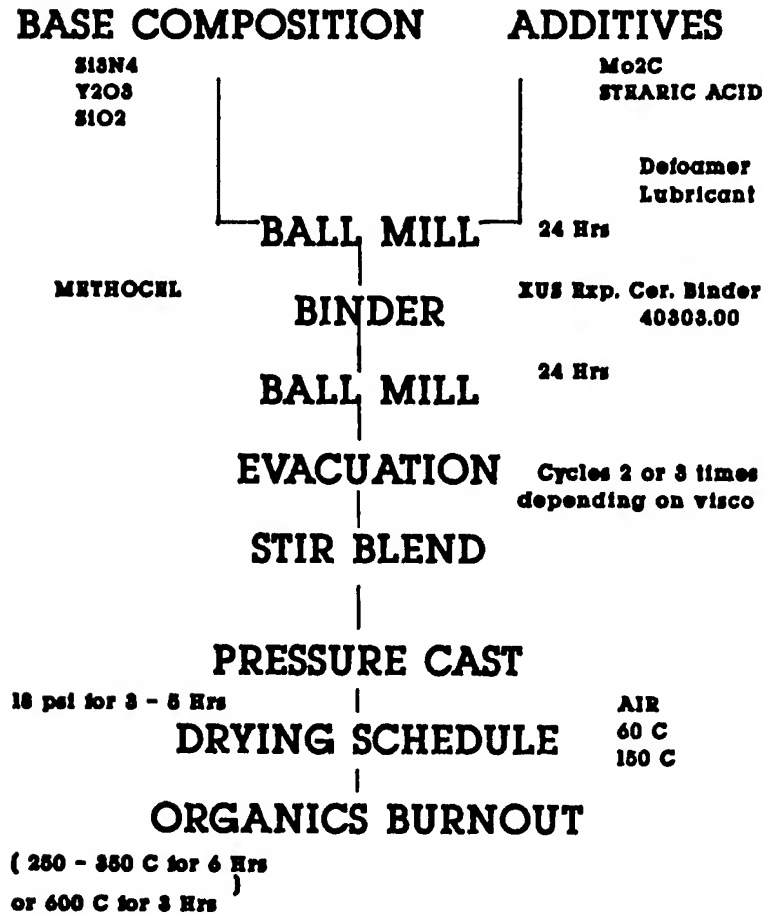 BASE COMPOSITION ADDITIVES
Si3N4
Y2O3
SiO2
Mo2C
STEARIC ACID
Defoamer
Lubricant
BALL MILL 24 Hrs
METHOCEL
BINDER
XUS Exp. Cer. Binder
40303.00
BALL MILL 24 Hrs
EVACUATION
Cycles 2 or 3 times
depending on visco
STIR BLEND
PRESSURE CAST
18 psi for 3 - 5 Hrs
DRYING SCHEDULE
AIR
60 C
150 C
ORGANICS BURNOUT
( 250 - 350 C for 6 Hrs )
or 600 C for 3 Hrs